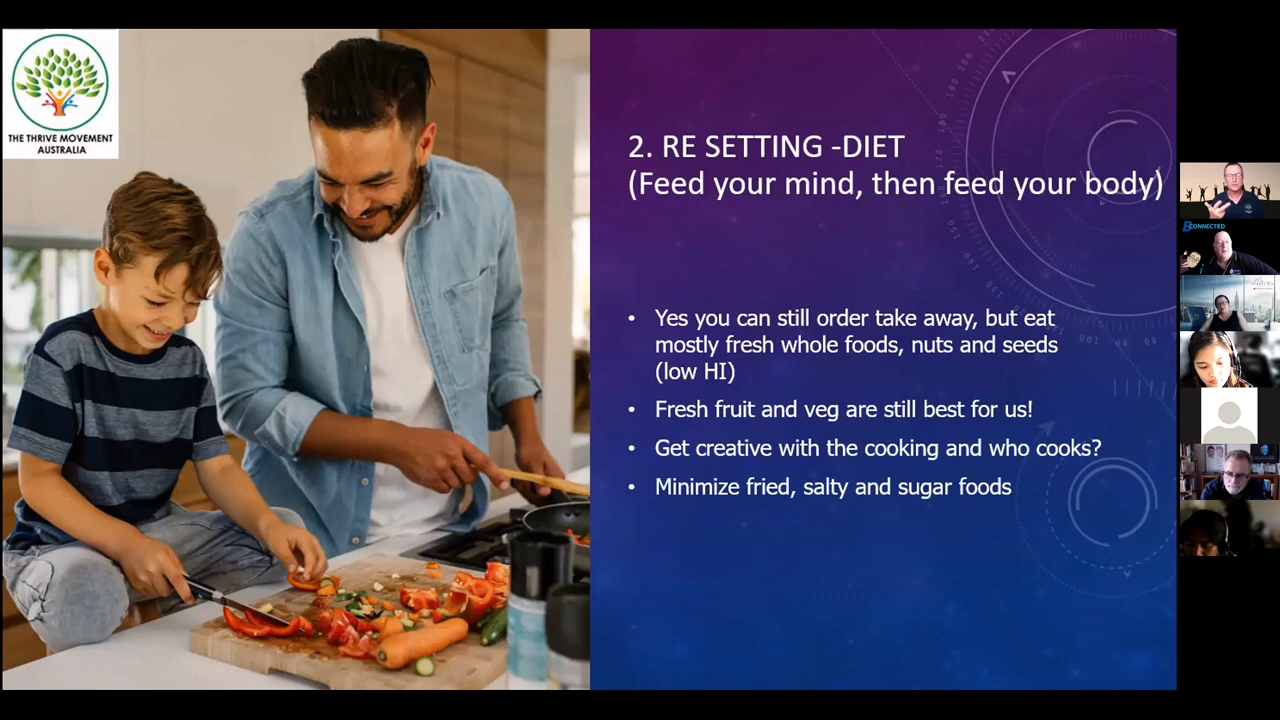 THE THRIVE MOVEMENT
AUSTRALIA
2. RE SETTING -DIET
(Feed your mind, then feed your body)
• Yes you can still order take away, but eat
mostly fresh whole foods, nuts and seeds
(low HI)
• Fresh fruit and veg are still best for us!
• Get creative with the cooking and who cooks?
• Minimize fried, salty and sugar foods
BCONNECTED